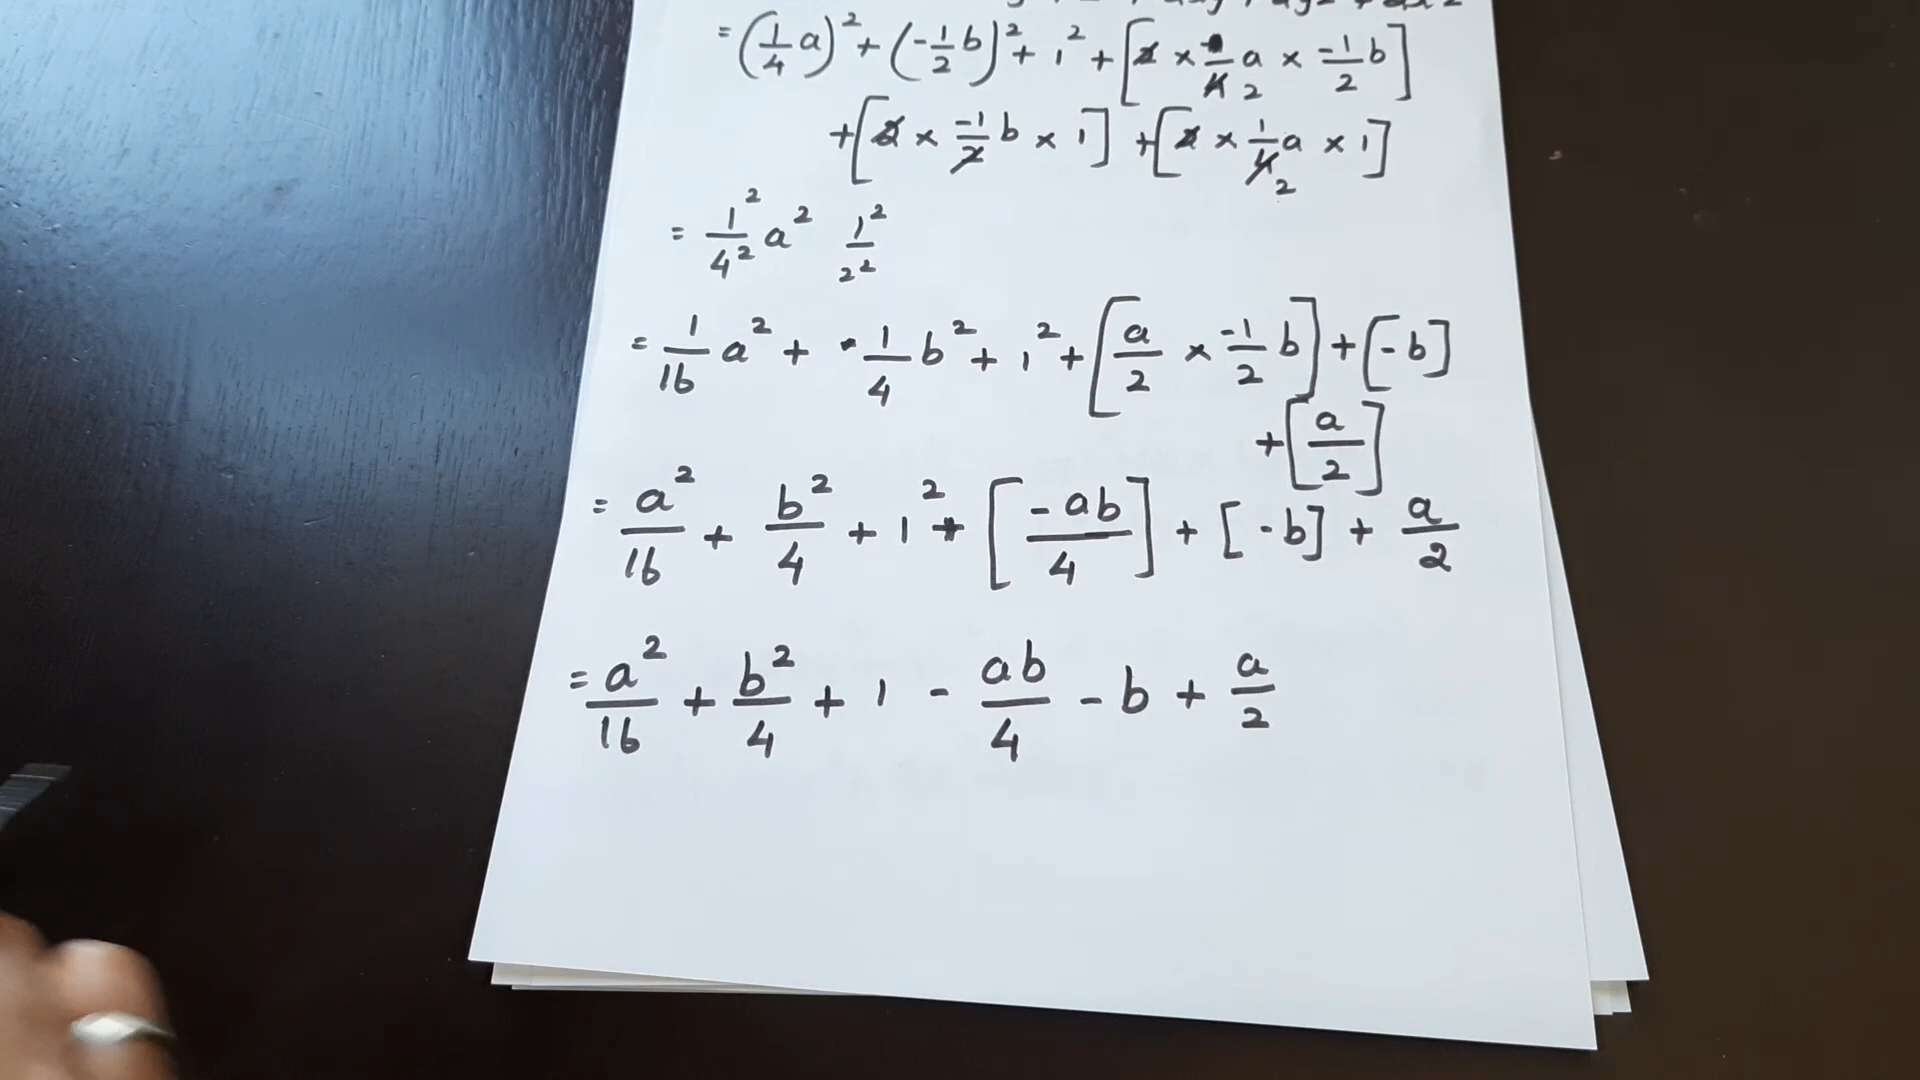 = (1/4 a)² + (-1/2 b)² + 1² + [2 × 1/4 2 a × -1/2 b]
+ [2 × -1/2 b × 1] + [2 × 1/4 2 a × 1]
= 1²/4² a² 1²/2²
= 1/16 a² + 1/4 b² + 1² + [a/2 × -1/2 b] + [-b]
+ [a/2]
= a²/16 + b²/4 + 1² + [-ab/4] + [-b] + a/2
= a²/16 + b²/4 + 1 - ab/4 - b + a/2